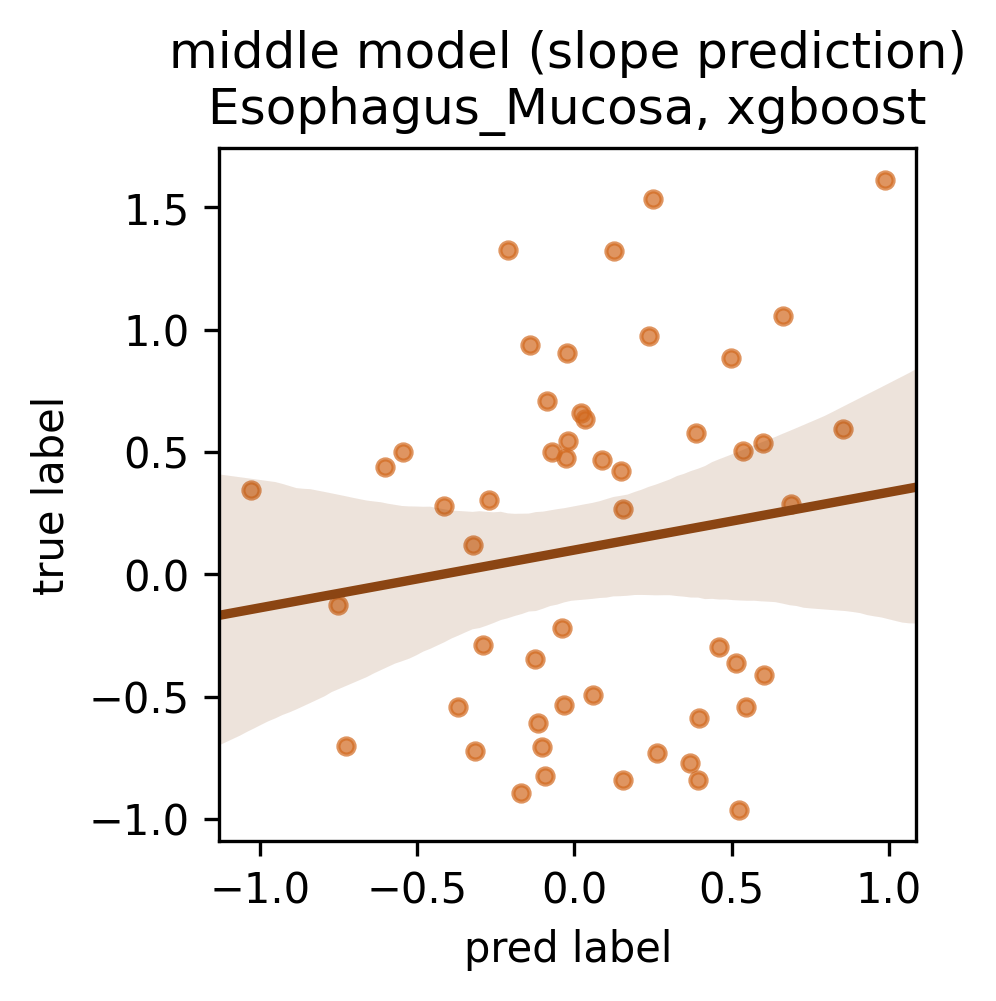 middle model (slope prediction)
Esophagus_Mucosa, xgboost
1.5
1.0
0.5
0.0
−0.5
−1.0
true label
−1.0 −0.5 0.0 0.5 1.0
pred label